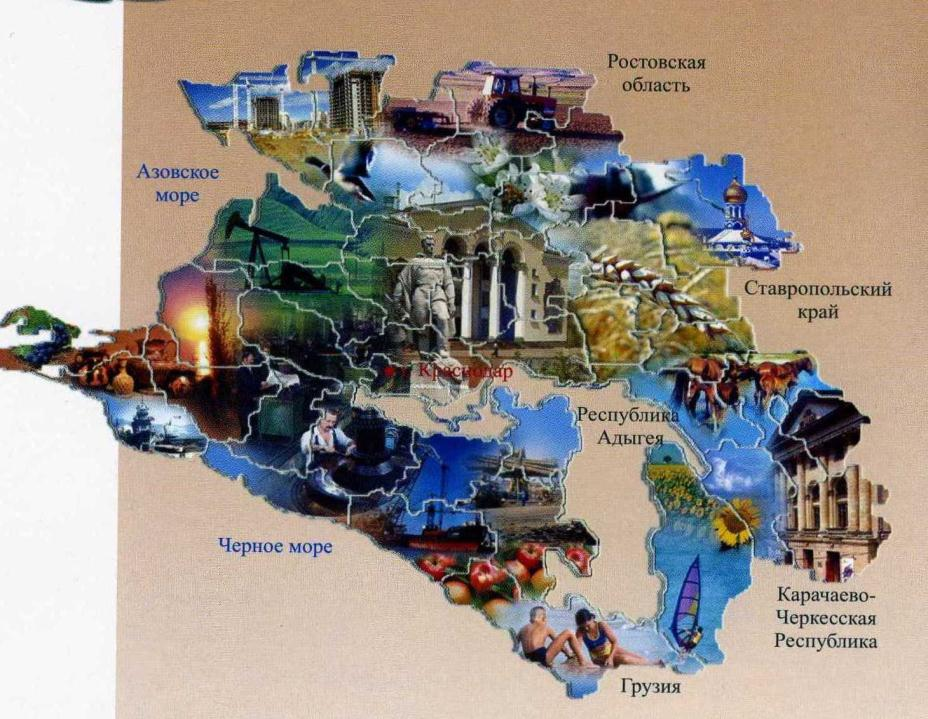 Ростовская
область
Азовское
море
Ставропольский
край
Краснодар
Республика
Адыгея
Черное море
Карачаево-
Черкесская
Республика
Грузия